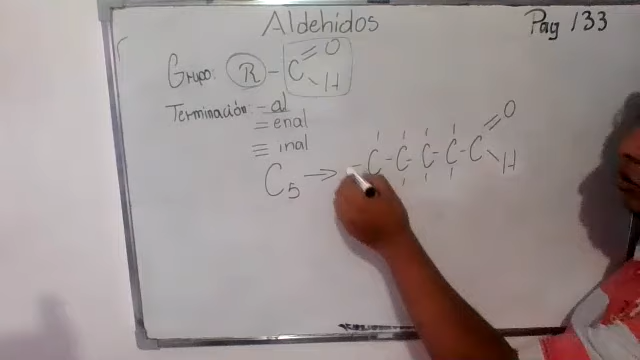 Aldehidos
Pag 133
Grupo: R - C = O - H
Terminación: - al
= enal
≡ inal
C5 → - C - C - C - C - C = O - H